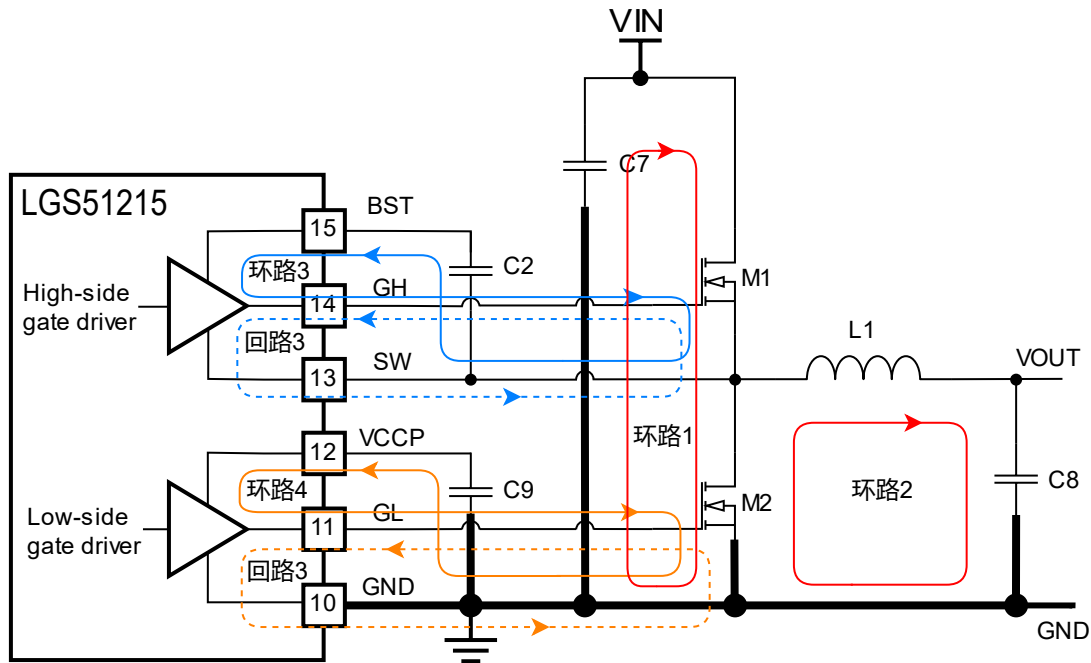 VIN
C7
LGS51215
BST
15
环路3
C2
M1
High-side
gate driver
GH
14
回路3
L1
SW
13
VOUT
VCCP
12
环路1
环路4
C9
M2
环路2
C8
Low-side
gate driver
GL
11
回路3
GND
10
GND